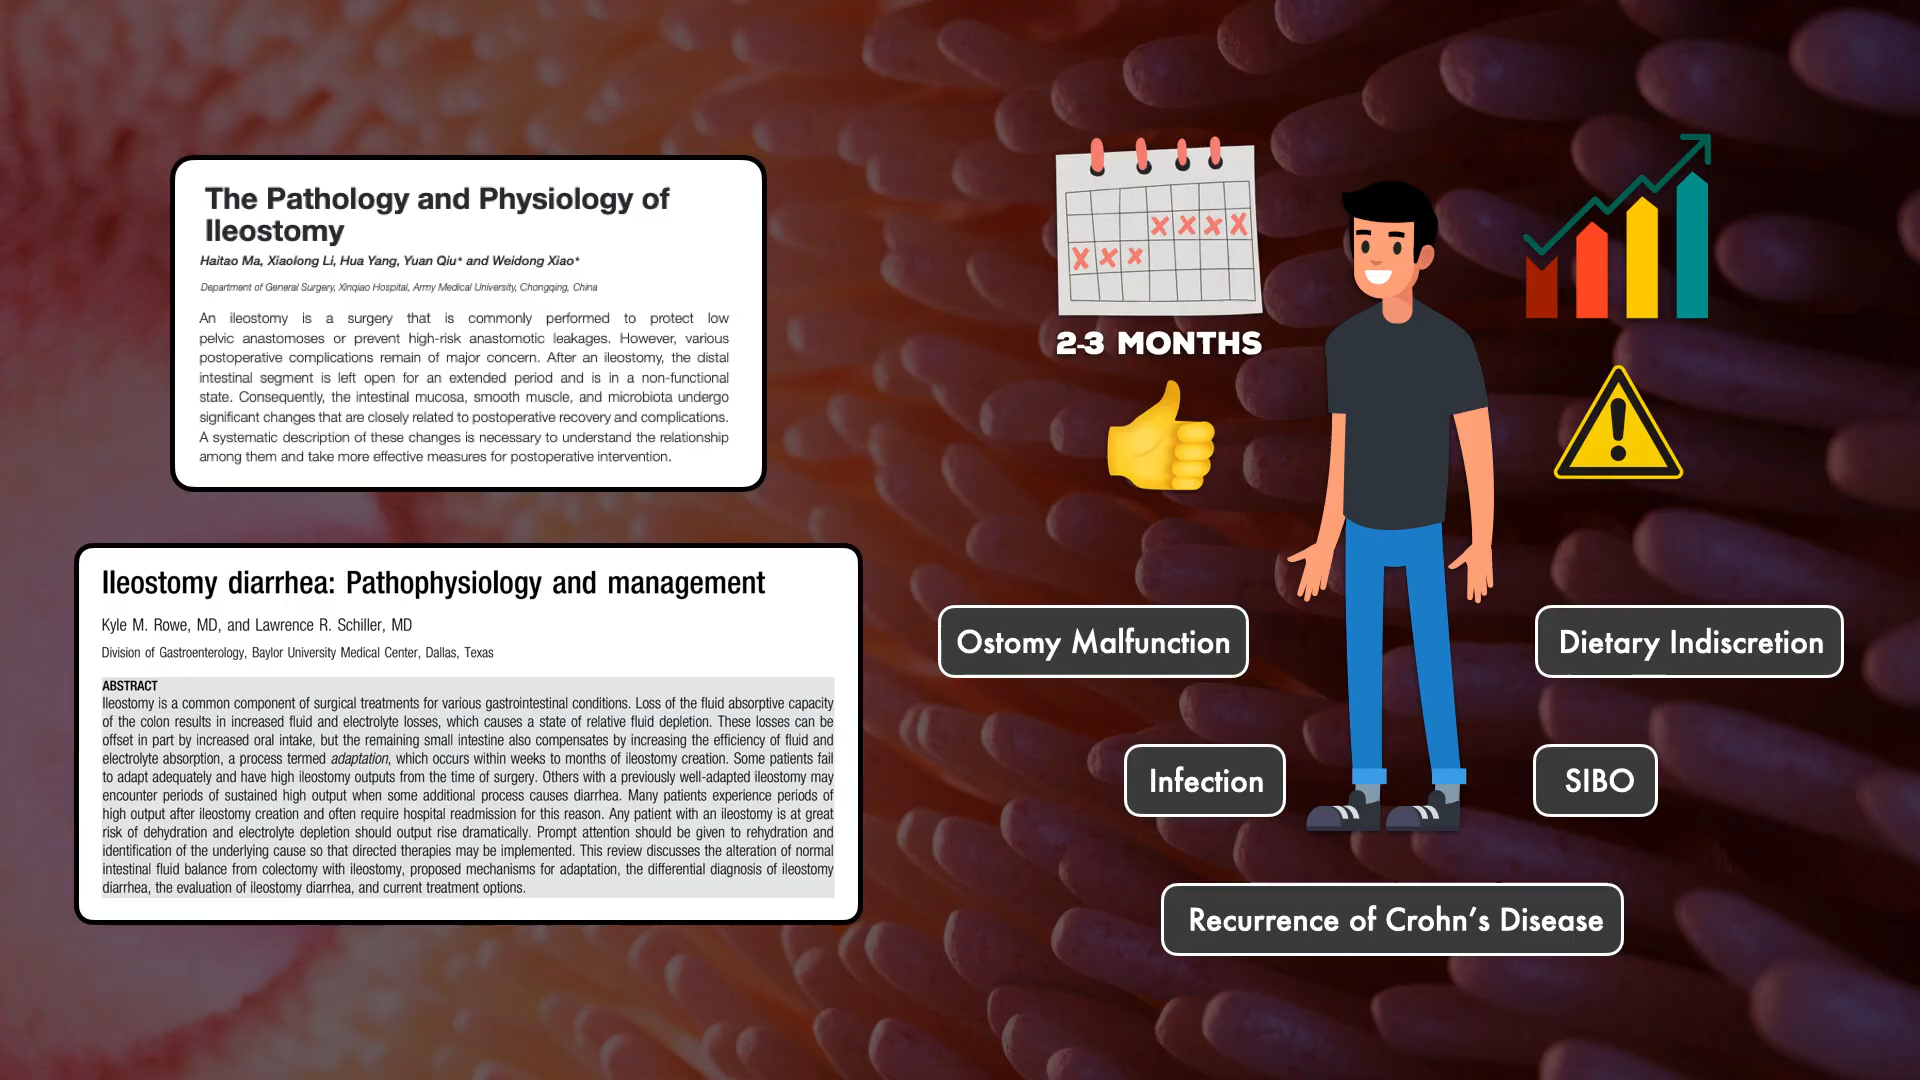 The Pathology and Physiology of
Ileostomy
Haitao Ma, Xiaolong Li, Hua Yang, Yuan Qiu* and Weidong Xiao*
Department of General Surgery, Xinqiao Hospital, Army Medical University, Chongqing, China
An ileostomy is a surgery that is commonly performed to protect low
pelvic anastomoses or prevent high-risk anastomotic leakages. However, various
postoperative complications remain of major concern. After an ileostomy, the distal
intestinal segment is left open for an extended period and is in a non-functional
state. Consequently, the intestinal mucosa, smooth muscle, and microbiota undergo
significant changes that are closely related to postoperative recovery and complications.
A systematic description of these changes is necessary to understand the relationship
among them and take more effective measures for postoperative intervention.
Ileostomy diarrhea: Pathophysiology and management
Kyle M. Rowe, MD, and Lawrence R. Schiller, MD
Division of Gastroenterology, Baylor University Medical Center, Dallas, Texas
ABSTRACT
Ileostomy is a common component of surgical treatments for various gastrointestinal conditions. Loss of the fluid absorptive capacity
of the colon results in increased fluid and electrolyte losses, which causes a state of relative fluid depletion. These losses can be
offset in part by increased oral intake, but the remaining small intestine also compensates by increasing the efficiency of fluid and
electrolyte absorption, a process termed adaptation, which occurs within weeks to months of ileostomy creation. Some patients fail
to adapt adequately and have high ileostomy outputs from the time of surgery. Others with a previously well-adapted ileostomy may
encounter periods of sustained high output when some additional process causes diarrhea. Many patients experience periods of
high output after ileostomy creation and often require hospital readmission for this reason. Any patient with an ileostomy is at great
risk of dehydration and electrolyte depletion should output rise dramatically. Prompt attention should be given to rehydration and
identification of the underlying cause so that directed therapies may be implemented. This review discusses the alteration of normal
intestinal fluid balance from colectomy with ileostomy, proposed mechanisms for adaptation, the differential diagnosis of ileostomy
diarrhea, the evaluation of ileostomy diarrhea, and current treatment options.
2-3 MONTHS
Ostomy Malfunction
Dietary Indiscretion
Infection
SIBO
Recurrence of Crohn's Disease